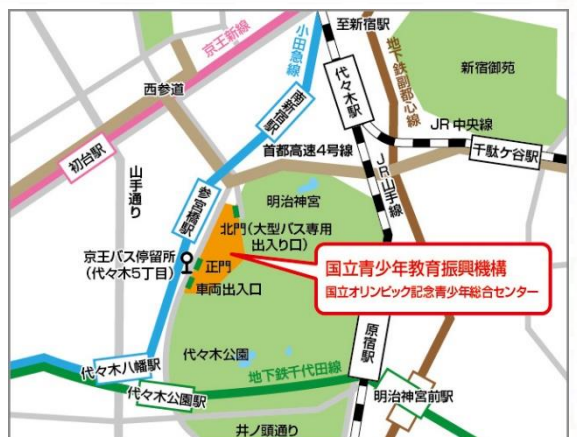 至新宿駅
小田急線
京王新線
地下鉄副都心線
新宿御苑
西参道
南新宿駅
代々木駅
JR中央線
千駄ケ谷駅
初台駅
山手通り
首都高速4号線
JR山手線
参宮橋駅
明治神宮
北門(大型バス専用
出入り口)
京王バス停留所
(代々木5丁目)
正門
車両出入口
国立青少年教育振興機構
国立オリンピック記念青少年総合センター
原宿駅
代々木八幡駅
代々木公園
地下鉄千代田線
代々木公園駅
明治神宮前駅
井ノ頭通り